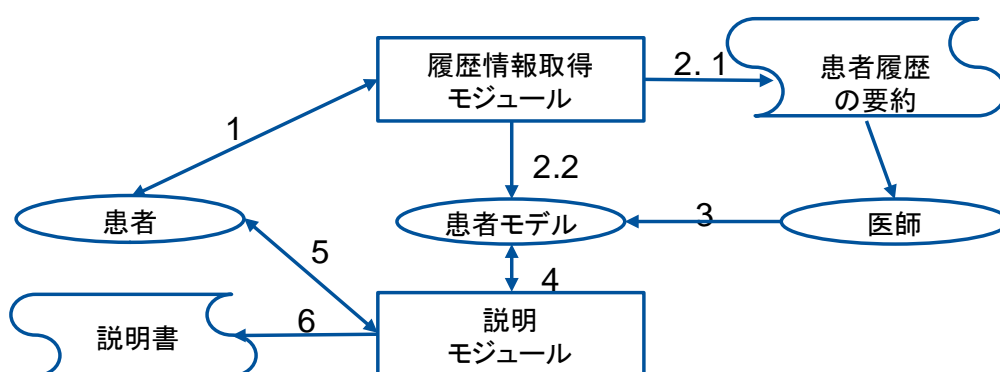 履歴情報取得
モジュール
2. 1
患者履歴
の要約
1
2.2
患者
患者モデル
3
医師
5
4
説明書
6
説明
モジュール